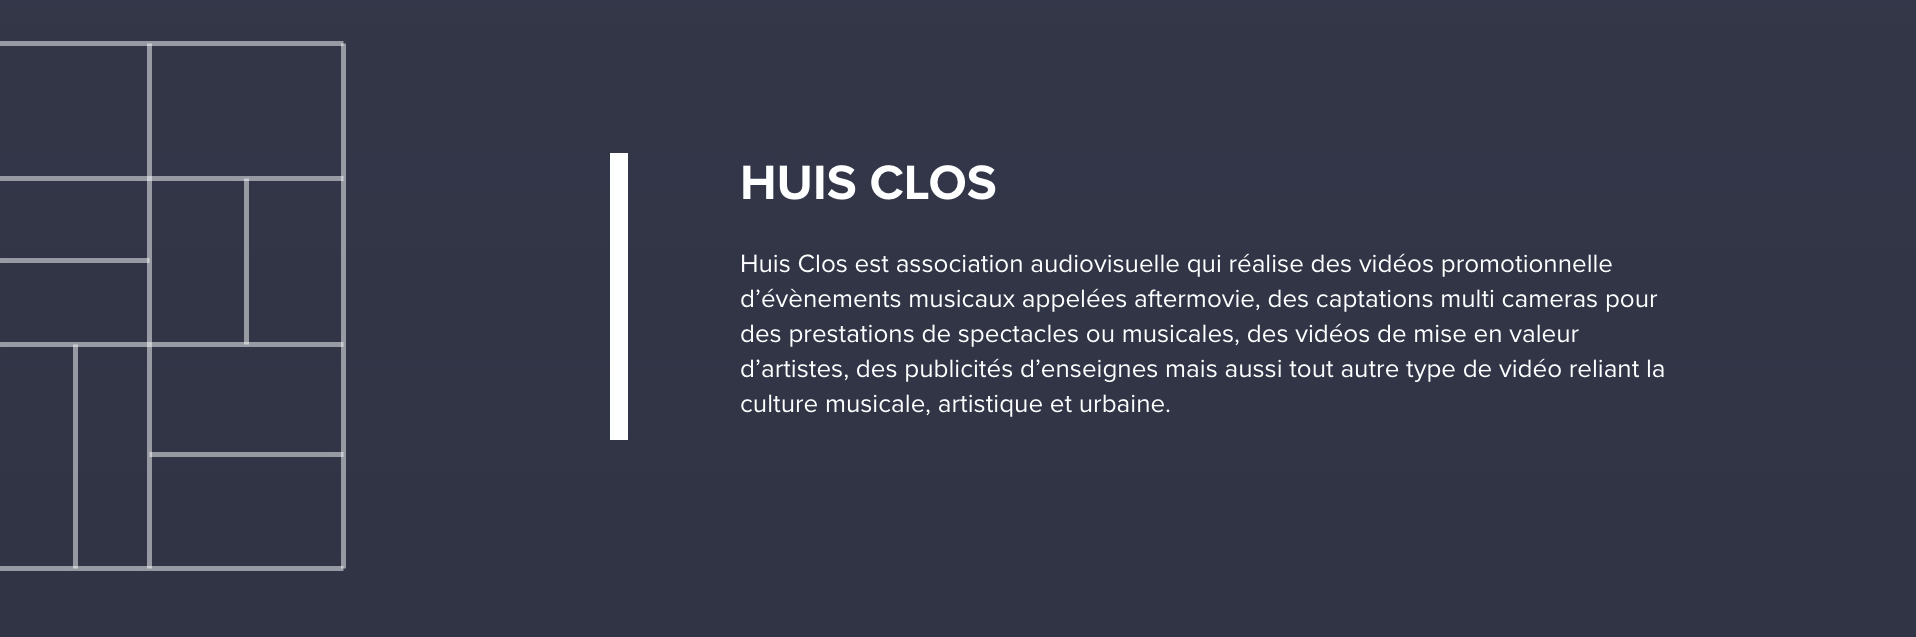 HUIS CLOS
Huis Clos est association audiovisuelle qui réalise des vidéos promotionnelle
d’évènements musicaux appelées aftermovie, des captations multi cameras pour
des prestations de spectacles ou musicales, des vidéos de mise en valeur
d’artistes, des publicités d’enseignes mais aussi tout autre type de vidéo reliant la
culture musicale, artistique et urbaine.